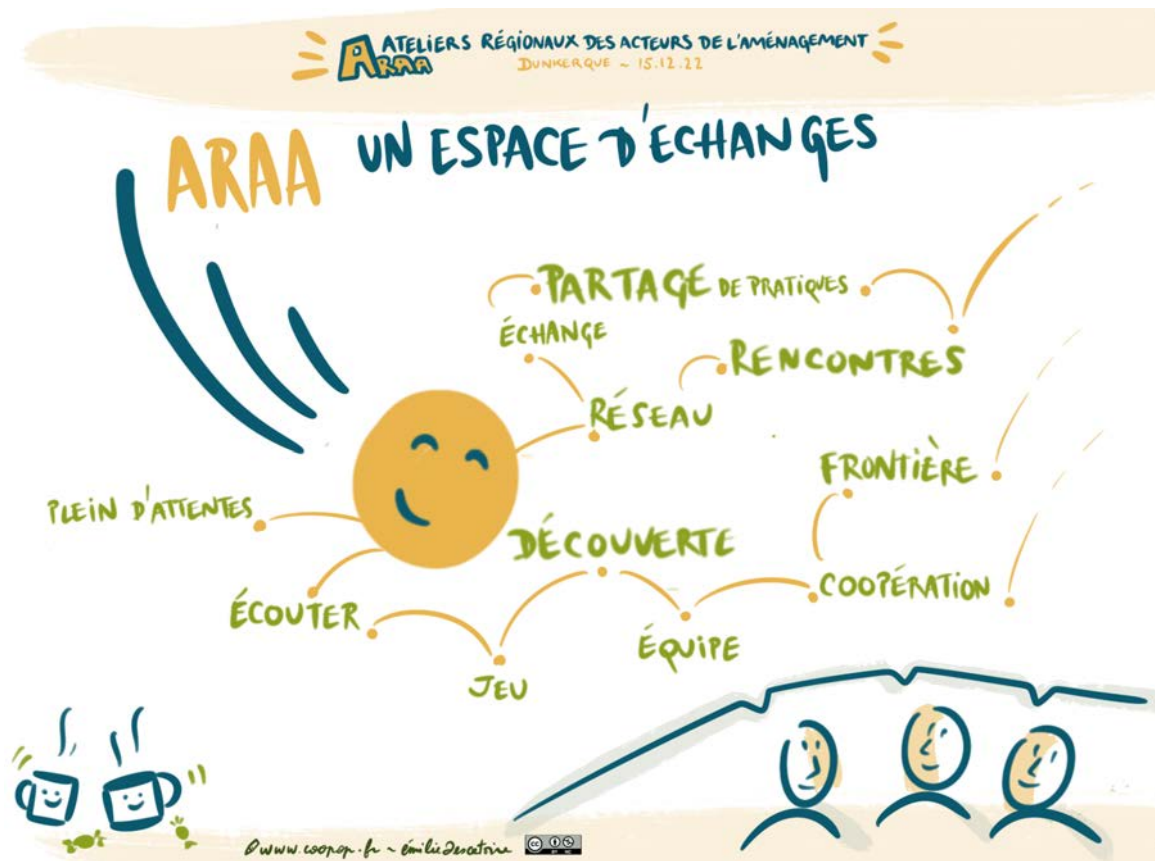 ARAA
ATELIERS RÉGIONAUX DES ACTEURS DE L'AMÉNAGEMENT
DUNKERQUE ~ 15.12.22
ARAA UN ESPACE D'ECHANGES
PARTAGE DE PRATIQUES
ÉCHANGE
RENCONTRES
RÉSEAU
FRONTIÈRE
PLEIN D'ATTENTES
DÉCOUVERTE
COOPÉRATION
ÉCOUTER
ÉQUIPE
JEU
©www.coopop.fr ~ émilie